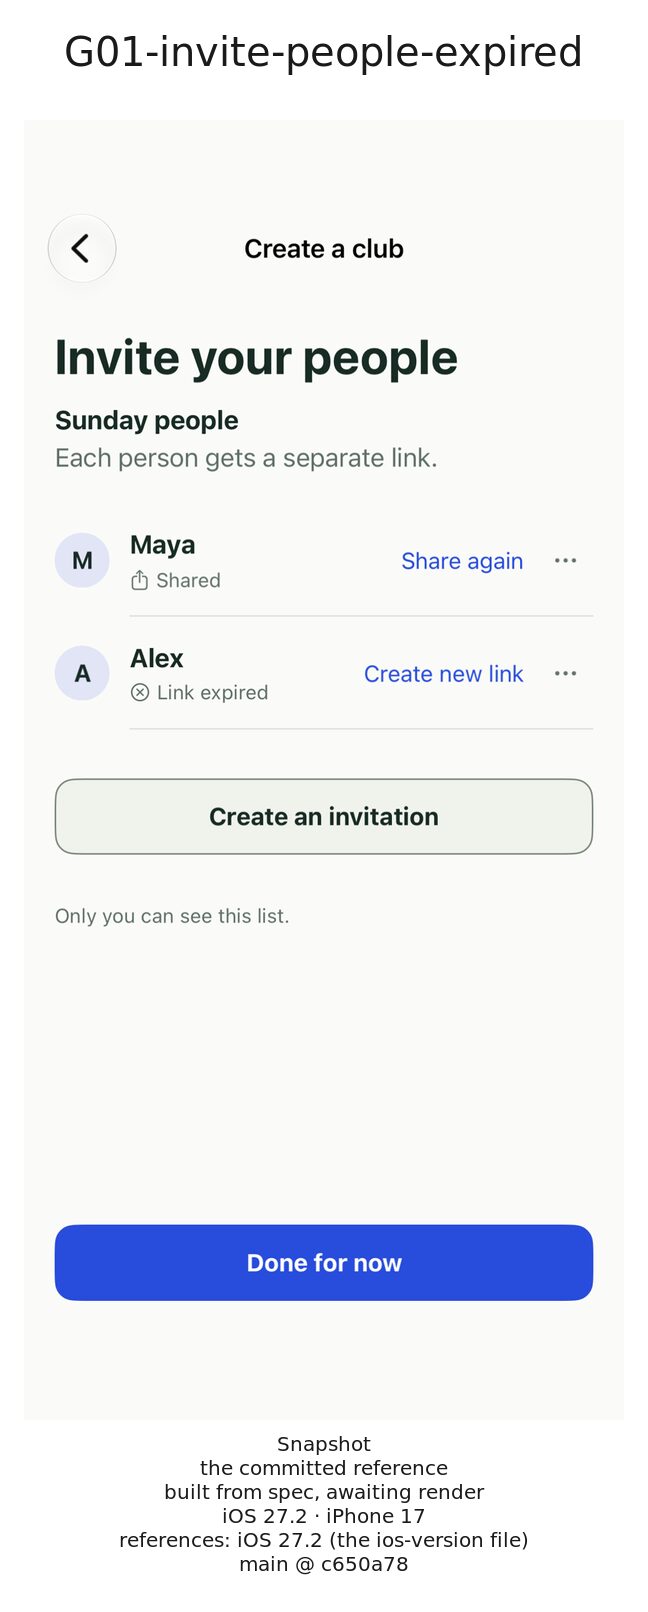 G01-invite-people-expired
Create a club
Invite your people
Sunday people
Each person gets a separate link.
M
Maya
Shared
Share again
A
Alex
Link expired
Create new link
Create an invitation
Only you can see this list.
Done for now
Snapshot
the committed reference
built from spec, awaiting render
iOS 27.2 · iPhone 17
references: iOS 27.2 (the ios-version file)
main @ c650a78